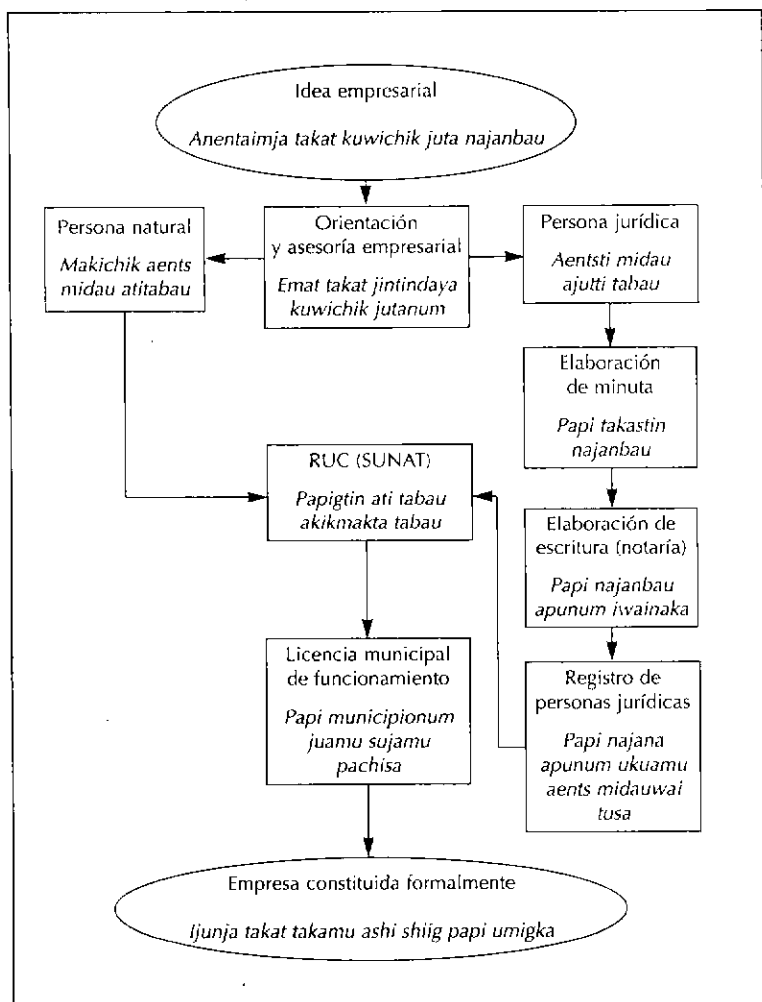 Idea empresarial
Anentaimja takat kuwichik juta najanbau
Persona natural
Makichik aents
midau atitabau
Orientación
y asesoría empresarial
Emat takat jintindaya
kuwichik jutanum
Persona jurídica
Aentsti midau
ajutti tabau
Elaboración
de minuta
Papi takastin
najanbau
RUC (SUNAT)
Papigtin ati tabau
akikmakta tabau
Elaboración de
escritura (notaría)
Papi najanbau
apunum iwainaka
Licencia municipal
de funcionamiento
Papi municipionum
juamu sujamu
pachisa
Registro de
personas jurídicas
Papi najana
apunum ukuamu
aents midauwai
tusa
Empresa constituida formalmente
Ijunja takat takamu ashi shiig papi umigka